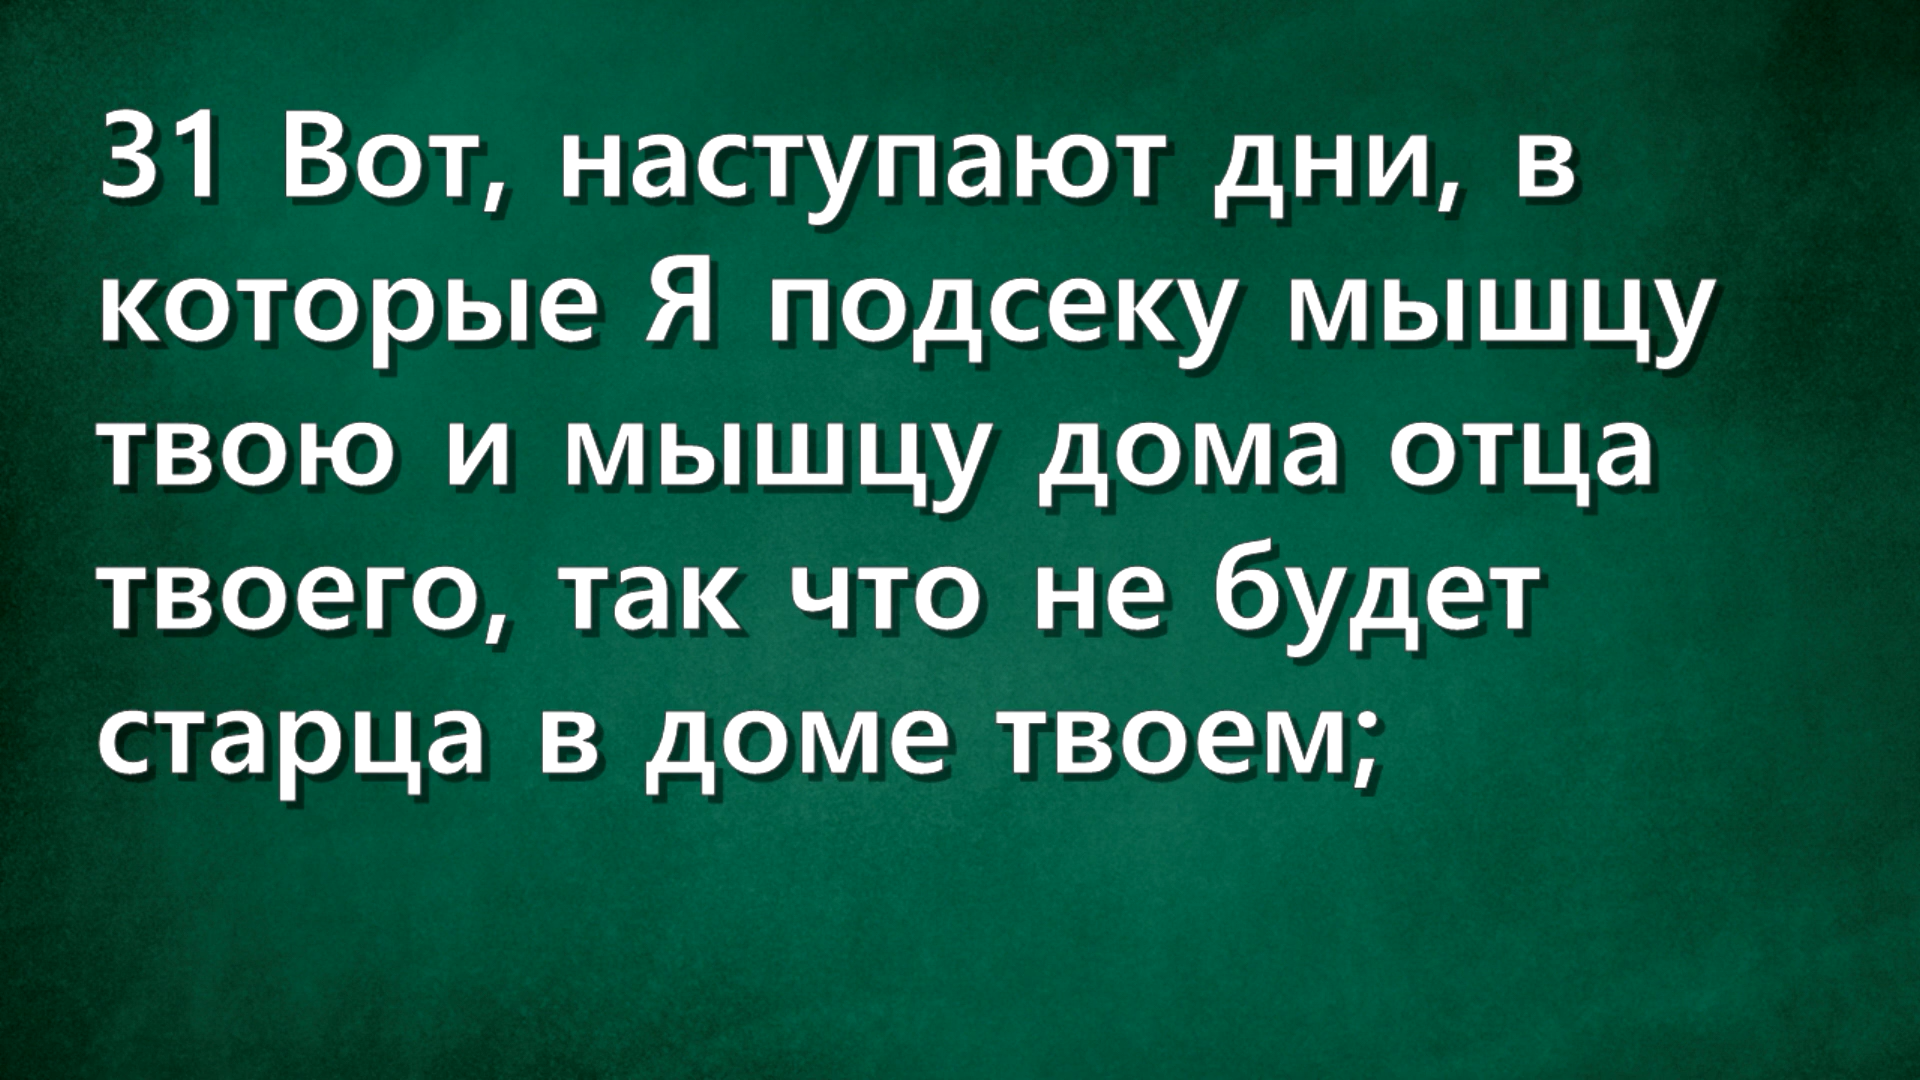 31 Вот, наступают дни, в
которые Я подсеку мышцу
твою и мышцу дома отца
твоего, так что не будет
старца в доме твоем;